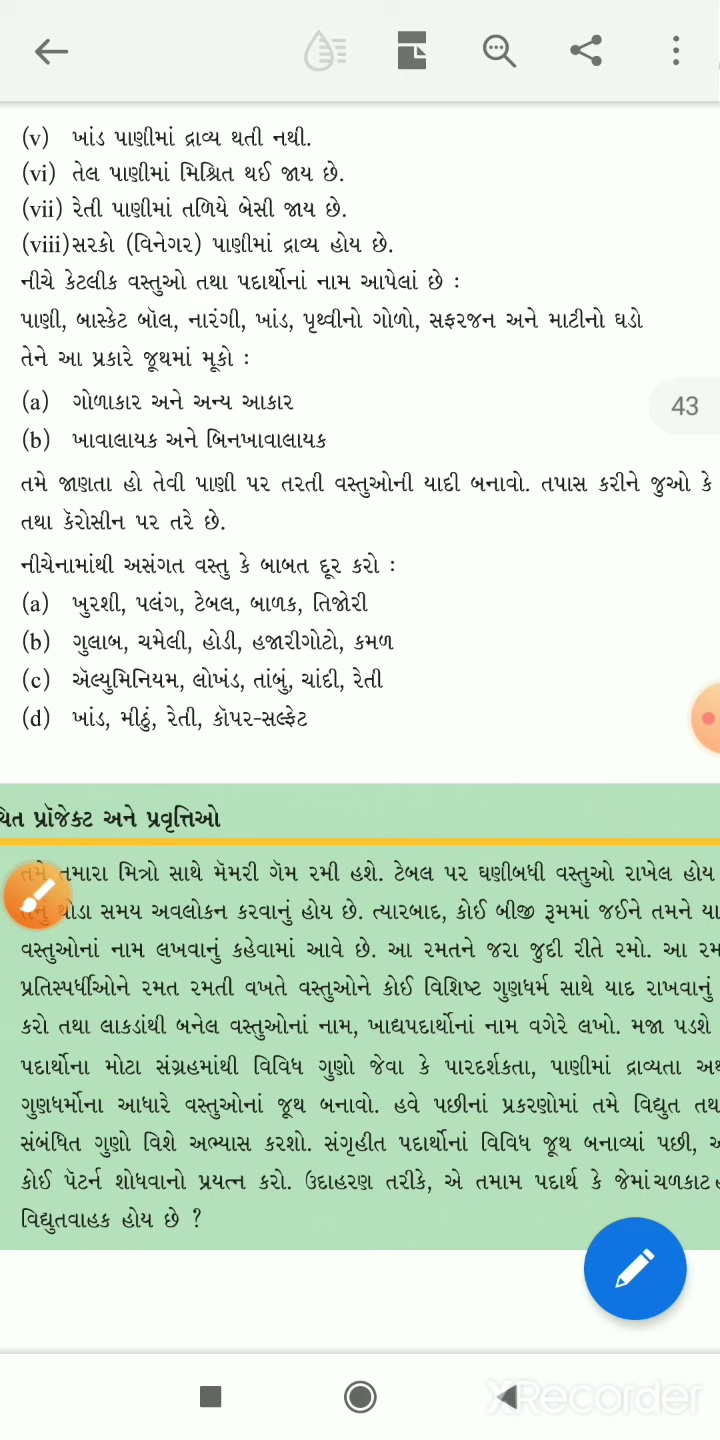 (v) ખાંડ પાણીમાં દ્રાવ્ય થતી નથી.
(vi) તેલ પાણીમાં મિશ્રિત થઈ જાય છે.
(vii) રેતી પાણીમાં તળિયે બેસી જાય છે.
(viii) સરકો (વિનેગર) પાણીમાં દ્રાવ્ય હોય છે.
નીચે કેટલીક વસ્તુઓ તથા પદાર્થોનાં નામ આપેલાં છે :
પાણી, બાસ્કેટ બૉલ, નારંગી, ખાંડ, પૃથ્વીનો ગોળો, સફરજન અને માટીનો ઘડો
તેને આ પ્રકારે જૂથમાં મૂકો :
(a) ગોળાકાર અને અન્ય આકાર
43
(b) ખાવાલાયક અને બિનખાવાલાયક
તમે જાણતા હો તેવી પાણી પર તરતી વસ્તુઓની યાદી બનાવો. તપાસ કરીને જુઓ કે
તથા કૅરોસીન પર તરે છે.
નીચેનામાંથી અસંગત વસ્તુ કે બાબત દૂર કરો :
(a) ખુરશી, પલંગ, ટેબલ, બાળક, તિજોરી
(b) ગુલાબ, ચમેલી, હોડી, હજારીગોટો, કમળ
(c) ઍલ્યુમિનિયમ, લોખંડ, તાંબું, ચાંદી, રેતી
(d) ખાંડ, મીઠું, રેતી, કૉપર-સલ્ફેટ
પ્રૉજેક્ટ અને પ્રવૃત્તિઓ
તમે તમારા મિત્રો સાથે મૅમરી ગૅમ રમી હશે. ટેબલ પર ઘણીબધી વસ્તુઓ રાખેલ હોય
થોડા સમય અવલોકન કરવાનું હોય છે. ત્યારબાદ, કોઈ બીજી રૂમમાં જઈને તમને
વસ્તુઓનાં નામ લખવાનું કહેવામાં આવે છે. આ રમતને જરા જુદી રીતે રમો. આ
પ્રતિસ્પર્ધીઓને રમત રમતી વખતે વસ્તુઓને કોઈ વિશિષ્ટ ગુણધર્મ સાથે યાદ રાખવાનું
કરો તથા લાકડાંથી બનેલ વસ્તુઓનાં નામ, ખાદ્યપદાર્થોનાં નામ વગેરે લખો. મજા પડશે
પદાર્થોના મોટા સંગ્રહમાંથી વિવિધ ગુણો જેવા કે પારદર્શકતા, પાણીમાં દ્રાવ્યતા
ગુણધર્મોના આધારે વસ્તુઓનાં જૂથ બનાવો. હવે પછીનાં પ્રકરણોમાં તમે વિદ્યુત
સંબંધિત ગુણો વિશે અભ્યાસ કરશો. સંગૃહીત પદાર્થોનાં વિવિધ જૂથ બનાવ્યાં પછી,
કોઈ પૅટર્ન શોધવાનો પ્રયત્ન કરો. ઉદાહરણ તરીકે, એ તમામ પદાર્થ કે જેમાં ચળકાટ
વિદ્યુતવાહક હોય છે ?
XRecorder